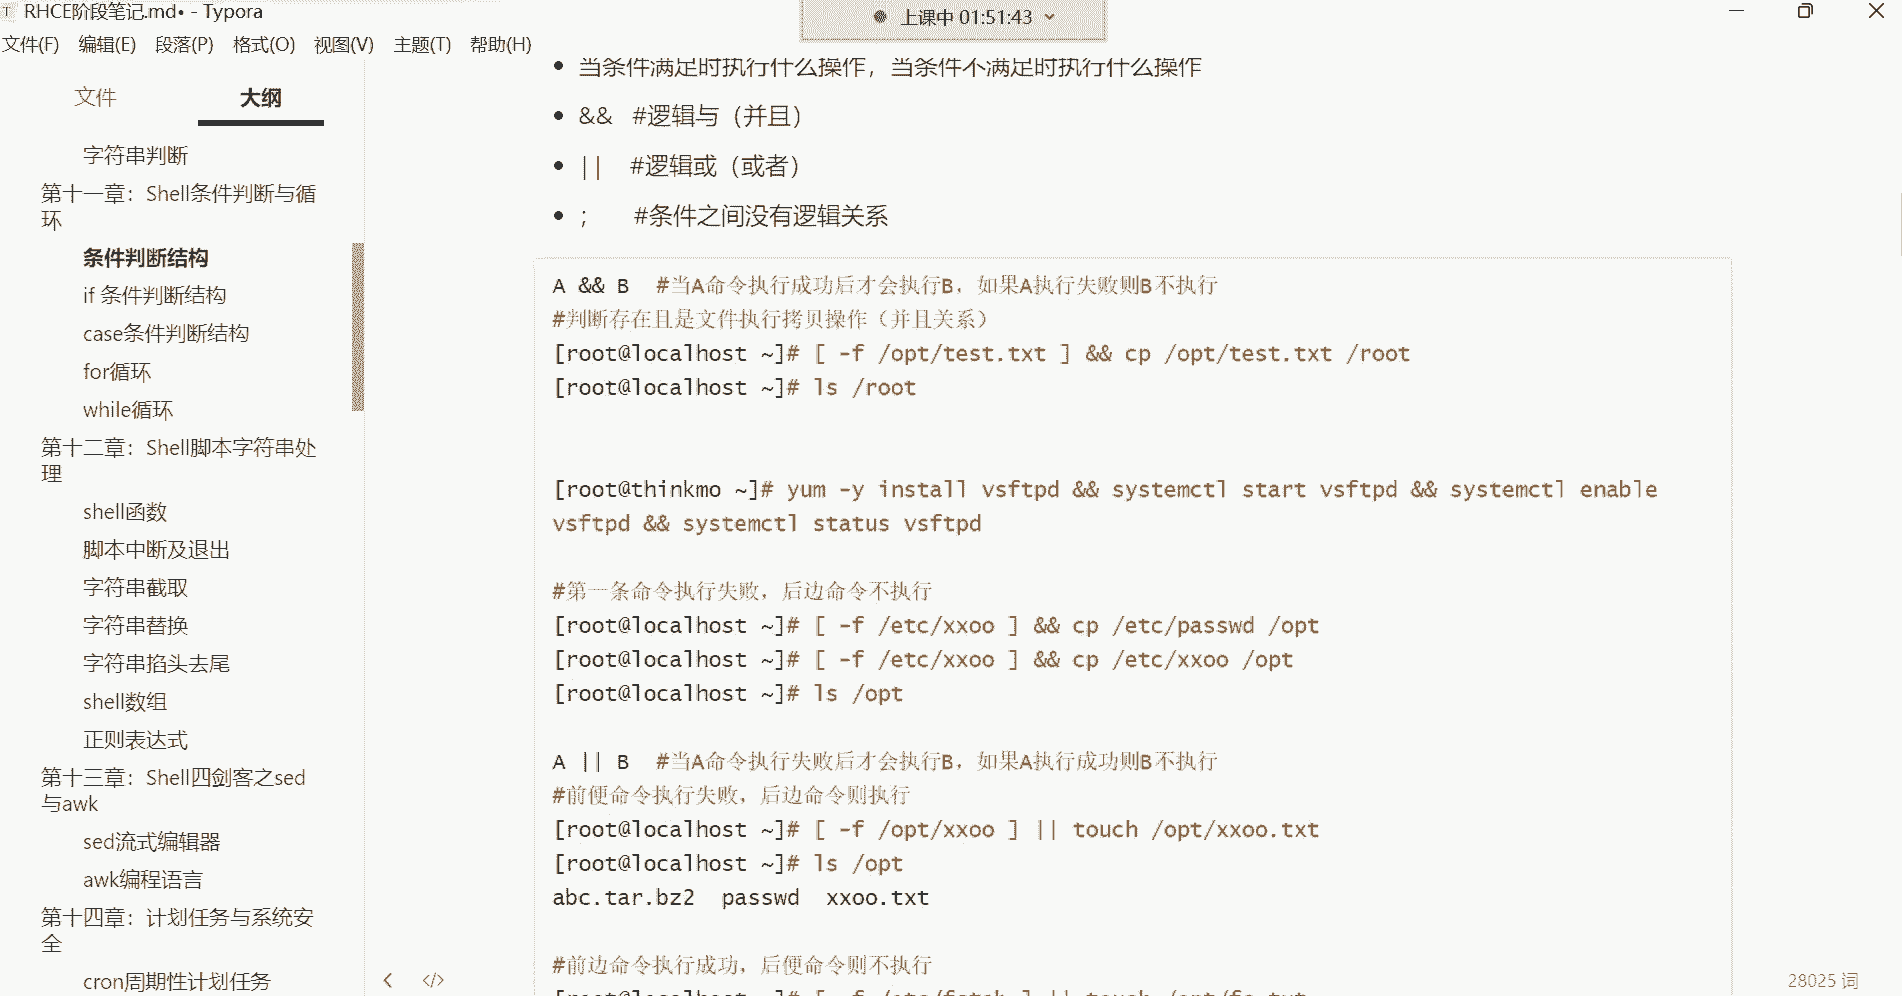 RHCE阶段笔记.md• - Typora
上课中 01:51:43
文件(F) 编辑(E) 段落(P) 格式(O) 视图(V) 主题(T) 帮助(H)
文件 大纲
字符串判断
第十一章：Shell条件判断与循
环
条件判断结构
if 条件判断结构
case条件判断结构
for循环
while循环
第十二章：Shell脚本字符串处
理
shell函数
脚本中断及退出
字符串截取
字符串替换
字符串掐头去尾
shell数组
正则表达式
第十三章：Shell四剑客之sed
与awk
sed流式编辑器
awk编程语言
第十四章：计划任务与系统安
全
cron周期性计划任务
• 当条件满足时执行什么操作，当条件不满足时执行什么操作
• && #逻辑与（并且）
• || #逻辑或（或者）
• ; #条件之间没有逻辑关系
A && B #当A命令执行成功后才会执行B，如果A执行失败则B不执行
#判断存在且是文件执行拷贝操作（并且关系）
[root@localhost ~]# [ -f /opt/test.txt ] && cp /opt/test.txt /root
[root@localhost ~]# ls /root
[root@thinkmo ~]# yum -y install vsftpd && systemctl start vsftpd && systemctl enable
vsftpd && systemctl status vsftpd
#第一条命令执行失败，后边命令不执行
[root@localhost ~]# [ -f /etc/xxoo ] && cp /etc/passwd /opt
[root@localhost ~]# [ -f /etc/xxoo ] && cp /etc/xxoo /opt
[root@localhost ~]# ls /opt
A || B #当A命令执行失败后才会执行B，如果A执行成功则B不执行
#前便命令执行失败，后边命令则执行
[root@localhost ~]# [ -f /opt/xxoo ] || touch /opt/xxoo.txt
[root@localhost ~]# ls /opt
abc.tar.bz2 passwd xxoo.txt
#前边命令执行成功，后便命令则不执行
28025 词